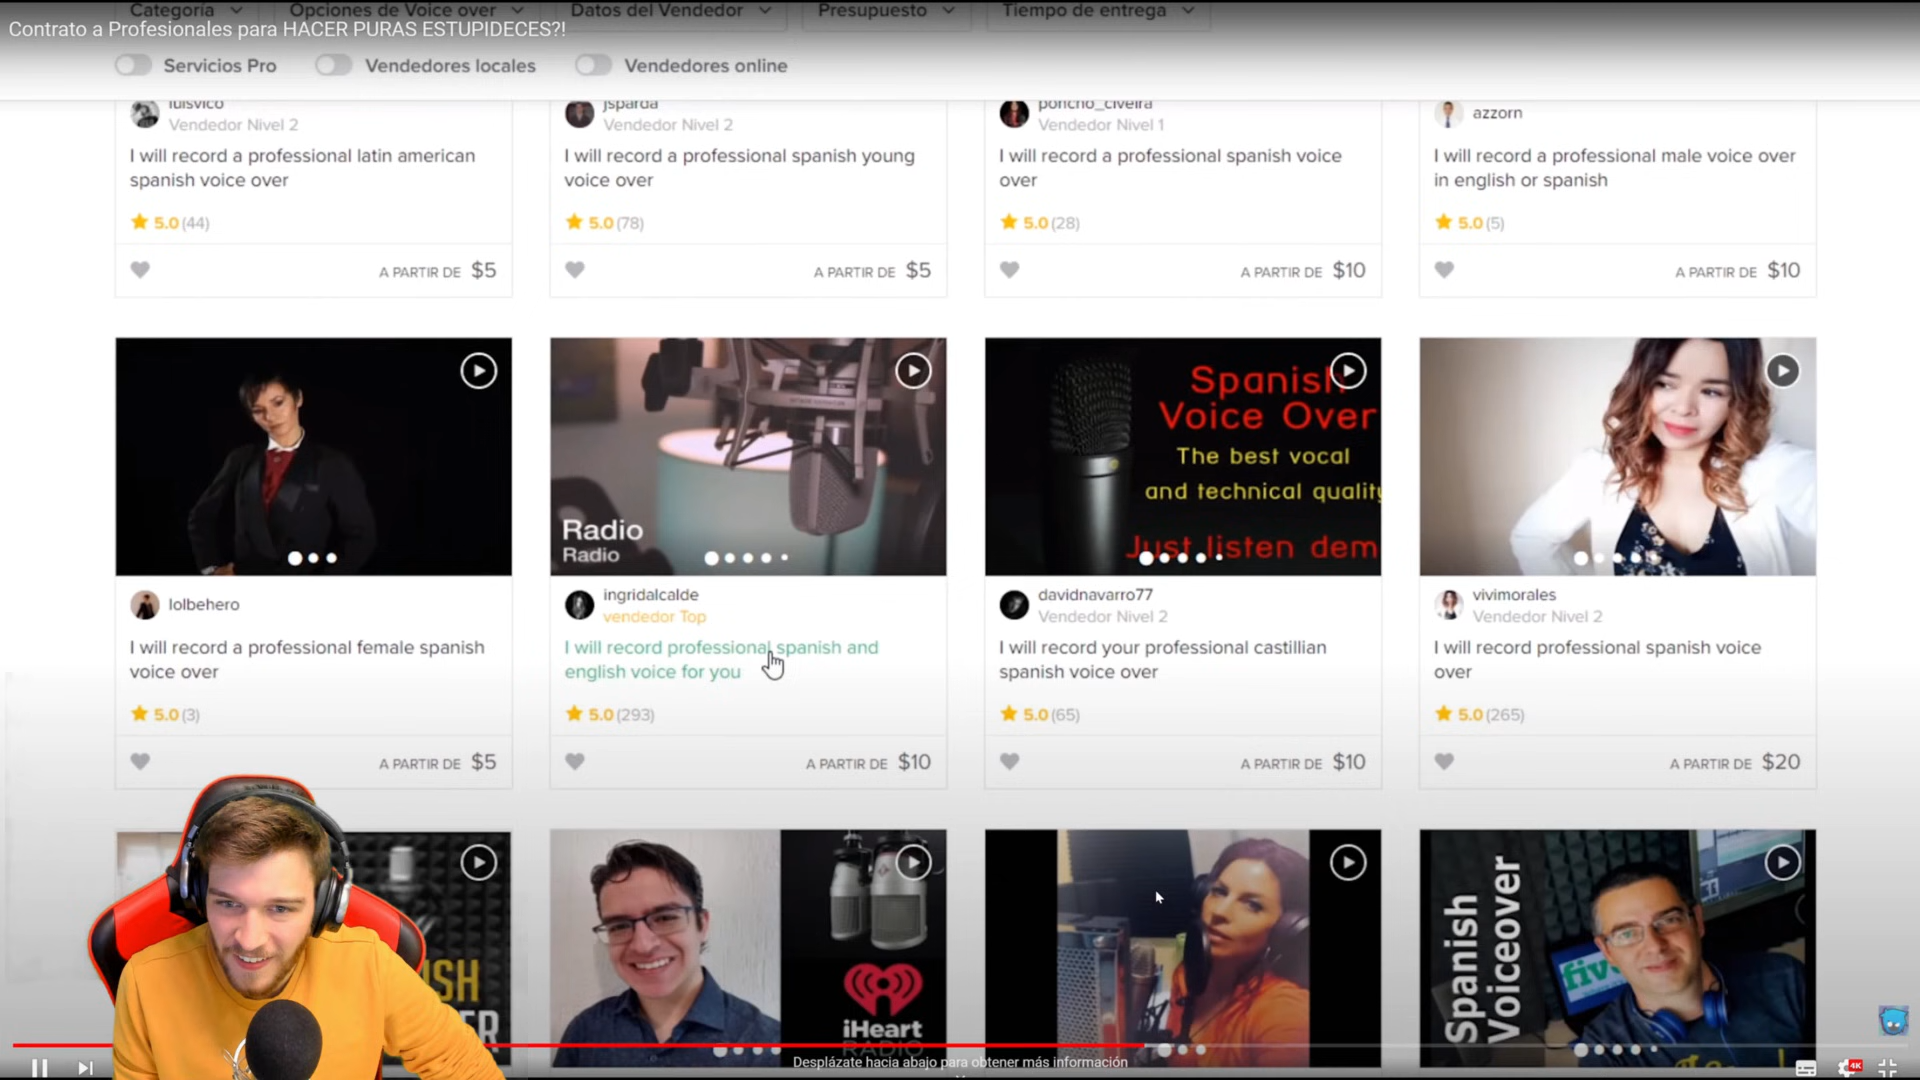 Categoría
Opciones de Voice over
Datos del Vendedor
Presupuesto
Tiempo de entrega
Contrato a Profesionales para HACER PURAS ESTUPIDECES?!
Servicios Pro
Vendedores locales
Vendedores online
luisvico
Vendedor Nivel 2
I will record a professional latin american
spanish voice over
5.0 (44)
A PARTIR DE $5
jsparda
Vendedor Nivel 2
I will record a professional spanish young
voice over
5.0 (78)
A PARTIR DE $5
poncho_civeira
Vendedor Nivel 1
I will record a professional spanish voice
over
5.0 (28)
A PARTIR DE $10
azzorn
I will record a professional male voice over
in english or spanish
5.0 (5)
A PARTIR DE $10
lolbehero
I will record a professional female spanish
voice over
5.0 (3)
A PARTIR DE $5
Radio
Radio
ingridalcalde
vendedor Top
I will record professional spanish and
english voice for you
5.0 (293)
A PARTIR DE $10
Spanish
Voice Over
The best vocal
and technical quality
Just listen dem
davidnavarro77
Vendedor Nivel 2
I will record your professional castillian
spanish voice over
5.0 (65)
A PARTIR DE $10
vivimorales
Vendedor Nivel 2
I will record professional spanish voice
over
5.0 (265)
A PARTIR DE $20
ISH
ER
iHeart
RADIO
Spanish
Voiceover
Desplázate hacia abajo para obtener más información
4K